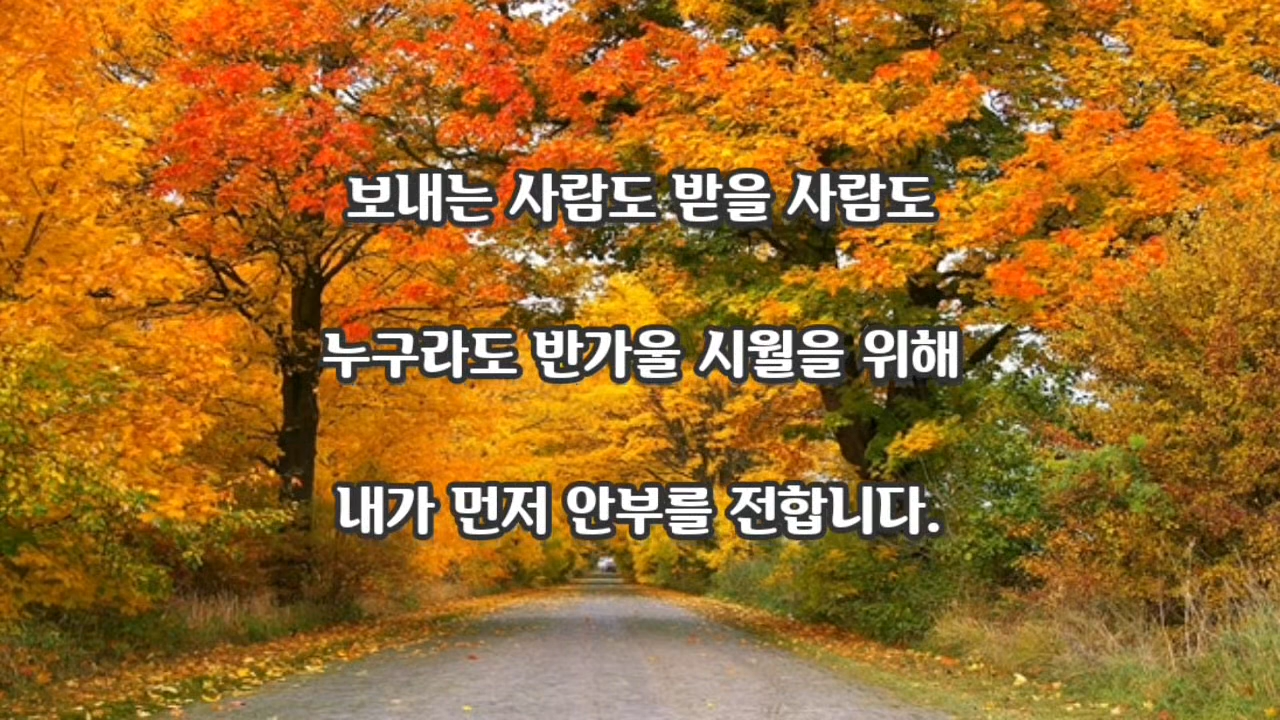 보내는 사람도 받을 사람도
누구라도 반가울 시월을 위해
내가 먼저 안부를 전합니다.